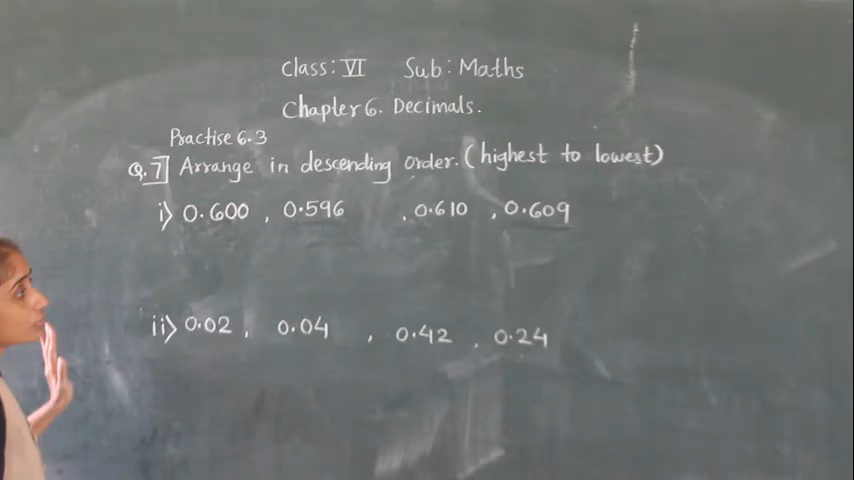 Class: VI Sub: Maths
Chapter 6. Decimals.
Practise 6.3
Q.7] Arrange in descending order. (highest to lowest)
i) 0.600 , 0.596 , 0.610 , 0.609
ii) 0.02 , 0.04 , 0.42 , 0.24